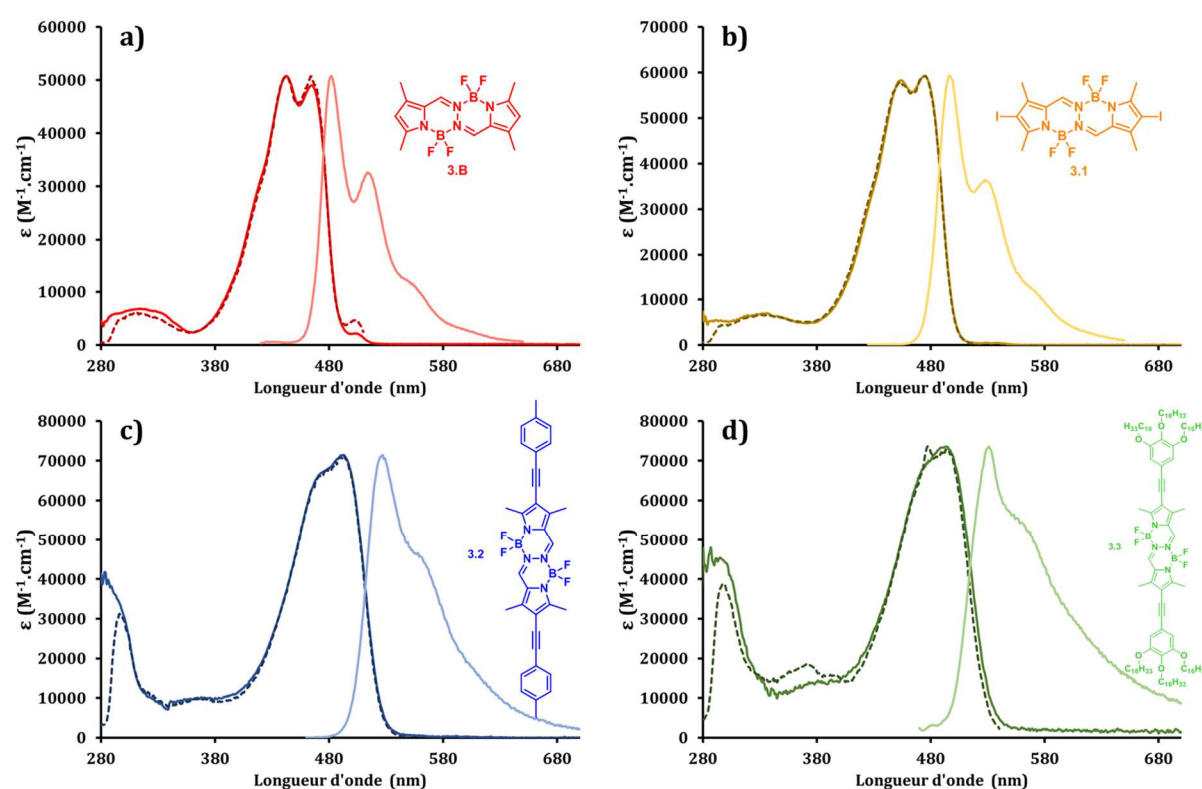 a)
60000
50000
40000
30000
20000
10000
0
ε (M⁻¹.cm⁻¹)
280 380 480 580 680
Longueur d'onde (nm)
F F
B N
N N
N B
F F
3.B
b)
70000
60000
50000
40000
30000
20000
10000
0
ε (M⁻¹.cm⁻¹)
280 380 480 580 680
Longueur d'onde (nm)
F F
I B N I
N N
N B
F F
3.1
c)
80000
70000
60000
50000
40000
30000
20000
10000
0
ε (M⁻¹.cm⁻¹)
280 380 480 580 680
Longueur d'onde (nm)
3.2
F B N
F N N
B F
N F
d)
80000
70000
60000
50000
40000
30000
20000
10000
0
ε (M⁻¹.cm⁻¹)
280 380 480 580 680
Longueur d'onde (nm)
C₁₆H₃₃
H₃₃C₁₆ O C₁₆H
O O
3.3
F B N
F N N
B F
N F
O O
C₁₆H₃₃ O C₁₆H
C₁₆H₃₃